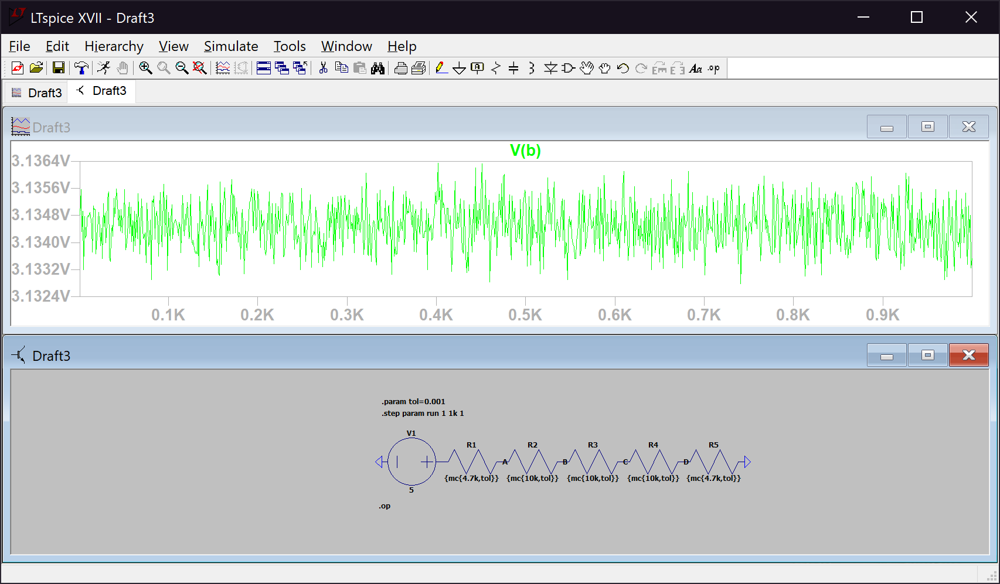 LTspice XVII - Draft3
File Edit Hierarchy View Simulate Tools Window Help
Draft3 Draft3
Draft3
V(b)
3.1364V
3.1356V
3.1348V
3.1340V
3.1332V
3.1324V
0.1K 0.2K 0.3K 0.4K 0.5K 0.6K 0.7K 0.8K 0.9K
Draft3
.param tol=0.001
.step param run 1 1k 1
V1
R1 R2 R3 R4 R5
A B C D
{mc{4.7k,tol}} {mc{10k,tol}} {mc{10k,tol}} {mc{10k,tol}} {mc{4.7k,tol}}
5
.op